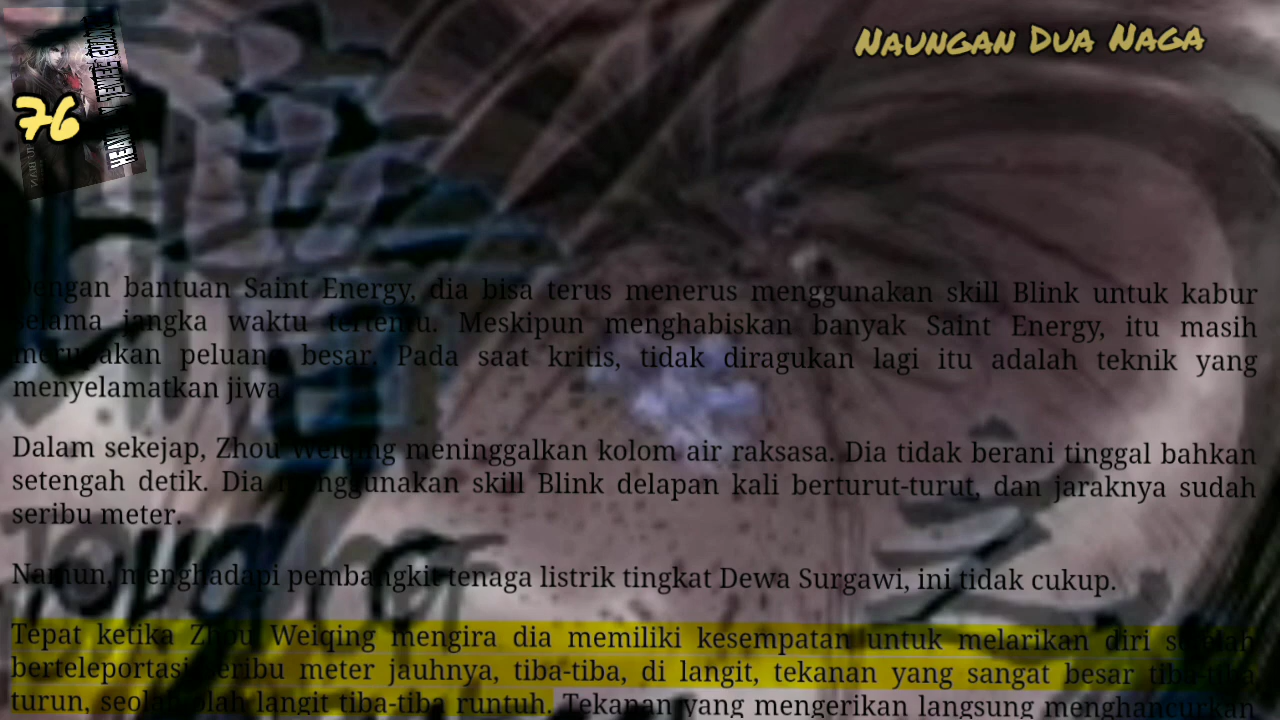 Naungan Dua Naga
76
HEAVENLY JEWEL
Dengan bantuan Saint Energy, dia bisa terus menerus menggunakan skill Blink untuk kabur
selama jangka waktu tertentu. Meskipun menghabiskan banyak Saint Energy, itu masih
merupakan peluang besar. Pada saat kritis, tidak diragukan lagi itu adalah teknik yang
menyelamatkan jiwa
Dalam sekejap, Zhou Weiqing meninggalkan kolom air raksasa. Dia tidak berani tinggal bahkan
setengah detik. Dia menggunakan skill Blink delapan kali berturut-turut, dan jaraknya sudah
seribu meter.
Namun, menghadapi pembangkit tenaga listrik tingkat Dewa Surgawi, ini tidak cukup.
Tepat ketika Zhou Weiqing mengira dia memiliki kesempatan untuk melarikan diri setelah
berteleportasi seribu meter jauhnya, tiba-tiba, di langit, tekanan yang sangat besar tiba-tiba
turun, seolah-olah langit tiba-tiba runtuh. Tekanan yang mengerikan langsung menghancurkan